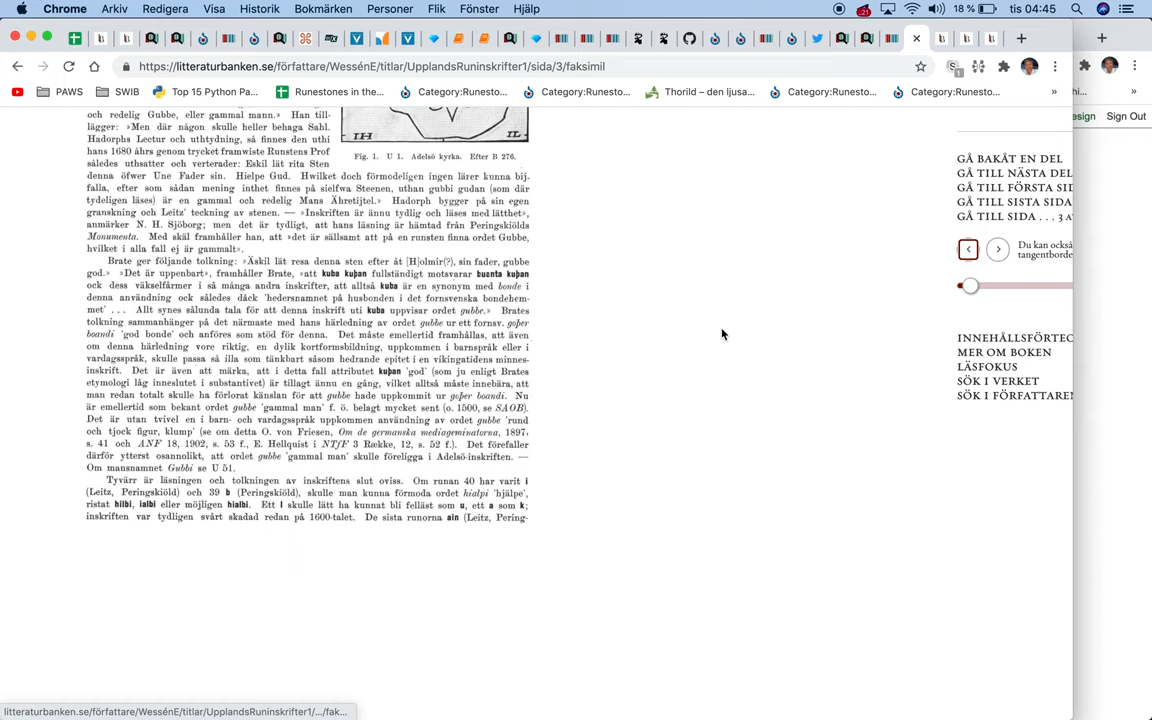 Chrome Arkiv Redigera Visa Historik Bokmärken Personer Flik Fönster Hjälp 21 18 % tis 04:45
https://litteraturbanken.se/författare/WessénE/titlar/UpplandsRuninskrifter1/sida/3/faksimil
PAWS SWIB Top 15 Python Pa... Runestones in the... Category:Runesto... Category:Runesto... Thorild – den ljusa... Category:Runesto... Category:Runesto... » hi... »
esign Sign Out
och redelig Gubbe, eller gammal mann.» Han till-
lägger: »Men där någon skulle heller behaga Sahl.
Hadorphs Lectur och uthtydning, så finnes den uthi
hans 1680 åhrs genom trycket framwiste Runstens Prof
således uthsatter och verterader: Eskil lät rita Sten
denna öfwer Une Fader sin. Hielpe Gud. Hwilket doch förmodeligen ingen lärer kunna bij-
falla, efter som sådan mening inthet finnes på sielfwa Steenen, uthan gubbi gudan (som där
tydeligen läses) är en gammal och redelig Mans Ähretijtel.» Hadorph bygger på sin egen
granskning och Leitz' teckning av stenen. — »Inskriften är ännu tydlig och läses med lätthet»,
anmärker N. H. Sjöborg; men det är tydligt, att hans läsning är hämtad från Peringskiölds
Monumenta. Med skäl framhåller han, att »det är sällsamt att på en runsten finna ordet Gubbe,
hvilket i alla fall ej är gammalt».
IH IL
Fig. 1. U 1. Adelsö kyrka. Efter B 276.
Brate ger följande tolkning: »Äskil lät resa denna sten efter åt [H]olmir(?), sin fader, gubbe
god.» »Det är uppenbart», framhåller Brate, »att kuba kuþan fullständigt motsvarar buanta kuþan
ock dess växselfärmer i så många andra inskrifter, att alltså kuba är en synonym med bonde i
denna användning ock således däck 'hedersnamnet på husbonden i det fornsvenska bondehem-
met' . . . Allt synes sålunda tala för att denna inskrift uti kuba uppvisar ordet gubbe.» Brates
tolkning sammanhänger på det närmaste med hans härledning av ordet gubbe ur ett fornsv. goþer
boandi 'god bonde' och anföres som stöd för denna. Det måste emellertid framhållas, att även
om denna härledning vore riktig, en dylik kortformsbildning, uppkommen i barnspråk eller i
vardagsspråk, skulle passa så illa som tänkbart såsom hedrande epitet i en vikingatidens minnes-
inskrift. Det är även att märka, att i detta fall attributet kuþan 'god' (som ju enligt Brates
etymologi låg inneslutet i substantivet) är tillagt ännu en gång, vilket alltså måste innebära, att
man redan totalt skulle ha förlorat känslan för att gubbe hade uppkommit ur goþer boandi. Nu
är emellertid som bekant ordet gubbe 'gammal man' f. ö. belagt mycket sent (o. 1500, se SAOB).
Det är utan tvivel en i barn- och vardagsspråk uppkommen användning av ordet gubbe 'rund
och tjock figur, klump' (se om detta O. von Friesen, Om de germanska mediageminatorna, 1897,
s. 41 och ANF 18, 1902, s. 53 f., E. Hellquist i NTfF 3 Række, 12, s. 52 f.). Det förefaller
därför ytterst osannolikt, att ordet gubbe 'gammal man' skulle föreligga i Adelsö-inskriften. —
Om mansnamnet Gubbi se U 51.
Tyvärr är läsningen och tolkningen av inskriftens slut oviss. Om runan 40 har varit i
(Leitz, Peringskiöld) och 39 b (Peringskiöld), skulle man kunna förmoda ordet hialpi 'hjälpe',
ristat hilbi, ialbi eller möjligen hialbi. Ett l skulle lätt ha kunnat bli felläst som u, ett a som k;
inskriften var tydligen svårt skadad redan på 1600-talet. De sista runorna ain (Leitz, Pering-
GÅ BAKÅT EN DEL
GÅ TILL NÄSTA DEL
GÅ TILL FÖRSTA SID
GÅ TILL SISTA SIDA
GÅ TILL SIDA . . . 3 A
Du kan också
tangentborde
INNEHÅLLSFÖRTEC
MER OM BOKEN
LÄSFOKUS
SÖK I VERKET
SÖK I FÖRFATTAREN
litteraturbanken.se/författare/WessénE/titlar/UpplandsRuninskrifter1/.../fak...